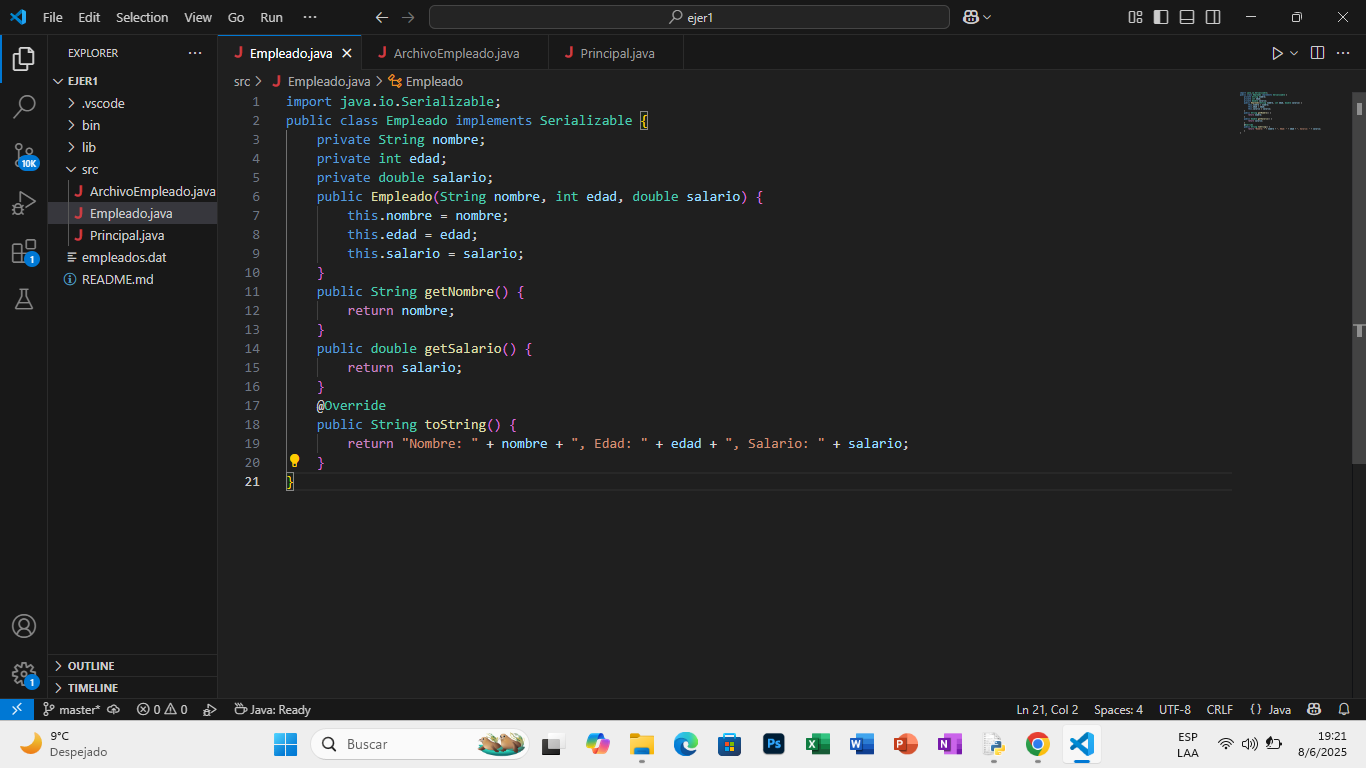 File Edit Selection View Go Run ···
ejer1
EXPLORER ···
Empleado.java
ArchivoEmpleado.java
Principal.java
EJER1
.vscode
bin
lib
src
ArchivoEmpleado.java
Empleado.java
Principal.java
empleados.dat
README.md
10K
1
src > Empleado.java > Empleado
1 import java.io.Serializable;
2 public class Empleado implements Serializable {
3 private String nombre;
4 private int edad;
5 private double salario;
6 public Empleado(String nombre, int edad, double salario) {
7 this.nombre = nombre;
8 this.edad = edad;
9 this.salario = salario;
10 }
11 public String getNombre() {
12 return nombre;
13 }
14 public double getSalario() {
15 return salario;
16 }
17 @Override
18 public String toString() {
19 return "Nombre: " + nombre + ", Edad: " + edad + ", Salario: " + salario;
20 }
21 }
OUTLINE
TIMELINE
1
master* 0 0 Java: Ready
Ln 21, Col 2 Spaces: 4 UTF-8 CRLF {} Java
9°C
Despejado
Buscar
Ps
ESP
LAA
19:21
8/6/2025